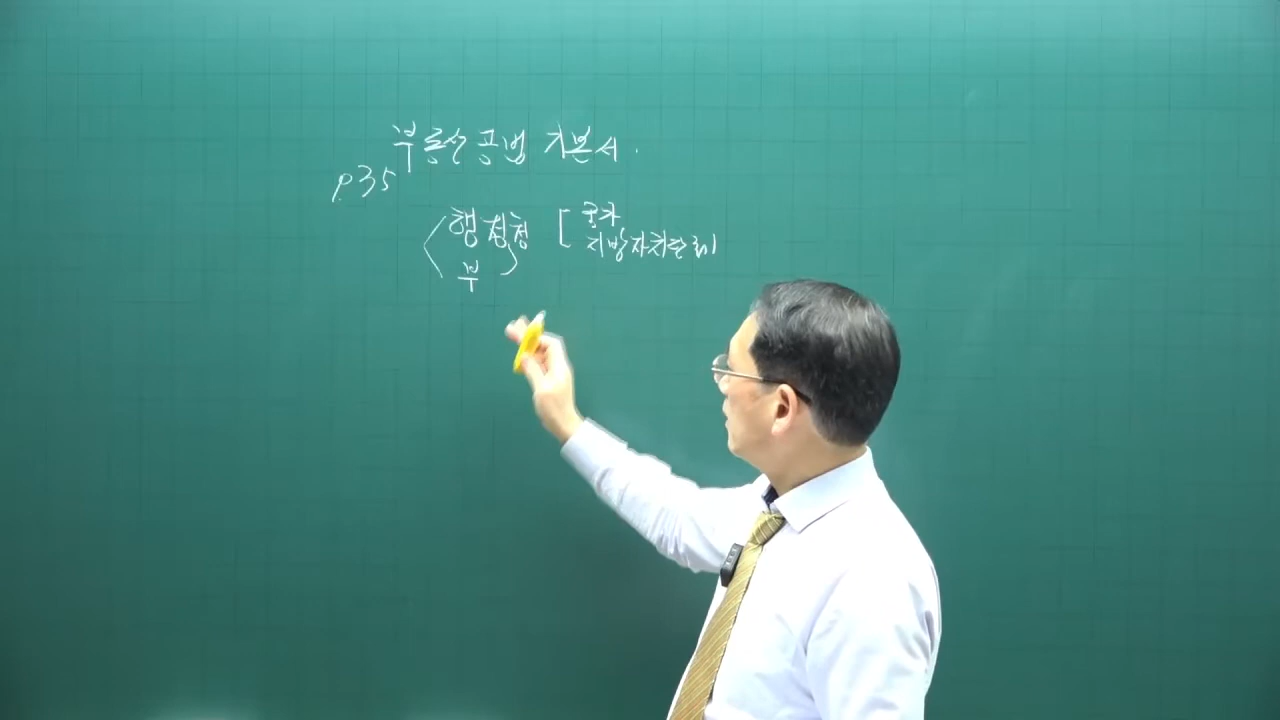 부동산공법 기본서.
p.35
행정청 [ 국가
지방자치단체
부